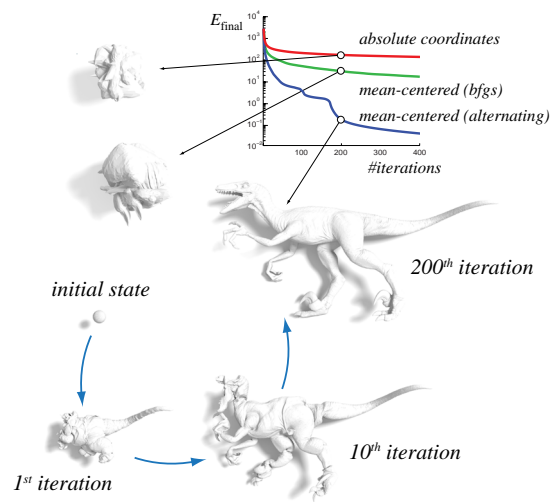 E_final
10^4
10^3
10^2
10^1
10^0
10^-1
10^-2
absolute coordinates
mean-centered (bfgs)
mean-centered (alternating)
100 200 300 400
#iterations
200th iteration
initial state
10th iteration
1st iteration